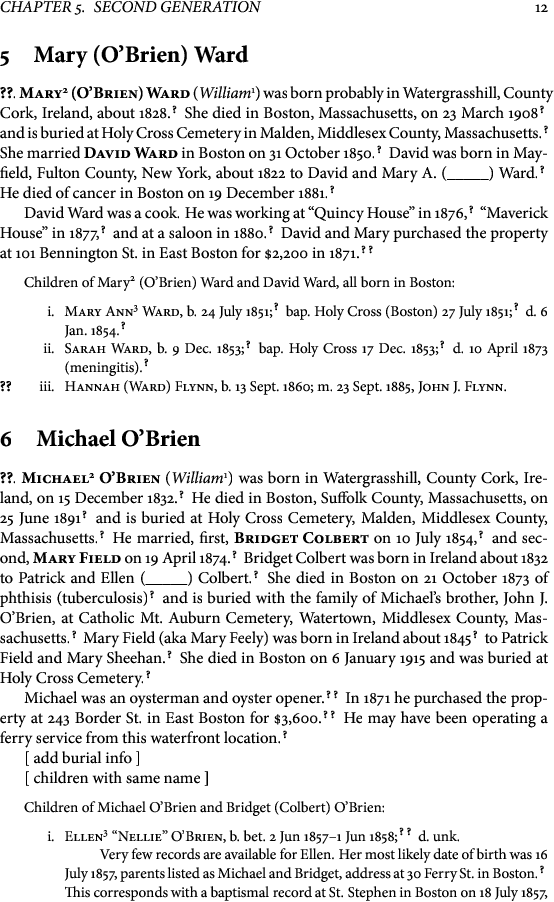 CHAPTER 5. SECOND GENERATION 12
5 Mary (O’Brien) Ward
??. Mary² (O’Brien) Ward (William¹) was born probably in Watergrasshill, County
Cork, Ireland, about 1828.? She died in Boston, Massachusetts, on 23 March 1908?
and is buried at Holy Cross Cemetery in Malden, Middlesex County, Massachusetts.?
She married David Ward in Boston on 31 October 1850.? David was born in May-
field, Fulton County, New York, about 1822 to David and Mary A. (_____) Ward.?
He died of cancer in Boston on 19 December 1881.?
David Ward was a cook. He was working at “Quincy House” in 1876,? “Maverick
House” in 1877,? and at a saloon in 1880.? David and Mary purchased the property
at 101 Bennington St. in East Boston for $2,200 in 1871.? ?
Children of Mary² (O’Brien) Ward and David Ward, all born in Boston:
i. Mary Ann³ Ward, b. 24 July 1851;? bap. Holy Cross (Boston) 27 July 1851;? d. 6
Jan. 1854.?
ii. Sarah Ward, b. 9 Dec. 1853;? bap. Holy Cross 17 Dec. 1853;? d. 10 April 1873
(meningitis).?
?? iii. Hannah (Ward) Flynn, b. 13 Sept. 1860; m. 23 Sept. 1885, John J. Flynn.
6 Michael O’Brien
??. Michael² O’Brien (William¹) was born in Watergrasshill, County Cork, Ire-
land, on 15 December 1832.? He died in Boston, Suffolk County, Massachusetts, on
25 June 1891? and is buried at Holy Cross Cemetery, Malden, Middlesex County,
Massachusetts.? He married, first, Bridget Colbert on 10 July 1854,? and sec-
ond, Mary Field on 19 April 1874.? Bridget Colbert was born in Ireland about 1832
to Patrick and Ellen (_____) Colbert.? She died in Boston on 21 October 1873 of
phthisis (tuberculosis)? and is buried with the family of Michael’s brother, John J.
O’Brien, at Catholic Mt. Auburn Cemetery, Watertown, Middlesex County, Mas-
sachusetts.? Mary Field (aka Mary Feely) was born in Ireland about 1845? to Patrick
Field and Mary Sheehan.? She died in Boston on 6 January 1915 and was buried at
Holy Cross Cemetery.?
Michael was an oysterman and oyster opener.? ? In 1871 he purchased the prop-
erty at 243 Border St. in East Boston for $3,600.? ? He may have been operating a
ferry service from this waterfront location.?
[ add burial info ]
[ children with same name ]
Children of Michael O’Brien and Bridget (Colbert) O’Brien:
i. Ellen³ “Nellie” O’Brien, b. bet. 2 Jun 1857–1 Jun 1858;? ? d. unk.
Very few records are available for Ellen. Her most likely date of birth was 16
July 1857, parents listed as Michael and Bridget, address at 30 Ferry St. in Boston.?
This corresponds with a baptismal record at St. Stephen in Boston on 18 July 1857,